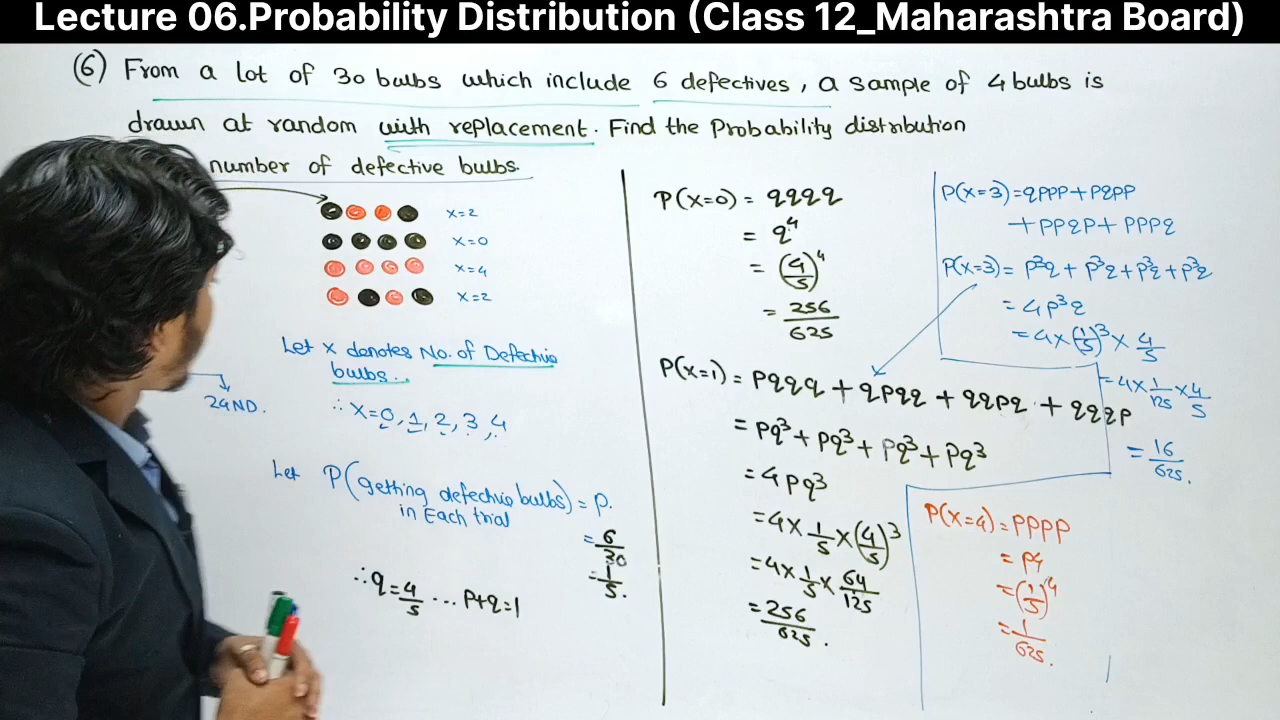 Lecture 06.Probability Distribution (Class 12_Maharashtra Board)
(6) From a lot of 30 bulbs which include 6 defectives, a sample of 4 bulbs is
drawn at random with replacement. Find the Probability distribution
number of defective bulbs.
X=2
X=0
X=4
X=2
Let X denotes No. of Defective
bulbs..
24ND.
∴ X=0, 1, 2, 3, 4
Let P(getting defective bulbs) = p.
in Each trial
= 6/30
= 1/5.
∴ q = 4/5 ... p+q=1
P(X=0) = qqqq
= q⁴
= (4/5)⁴
= 256/625
P(X=1) = pqqq + qpqq + qqpq + qqqp
= pq³ + pq³ + pq³ + pq³
= 4pq³
= 4 × 1/5 × (4/5)³
= 4 × 1/5 × 64/125
= 256/625.
P(X=3) = qppp + pqpp
+ ppqp + pppq
P(X=3) = p³q + p³q + p³q + p³q
= 4p³q
= 4 × (1/5)³ × 4/5
= 4 × 1/125 × 4/5
= 16/625.
P(X=4) = pppp
= p4
= (1/5)⁴
= 1/625.